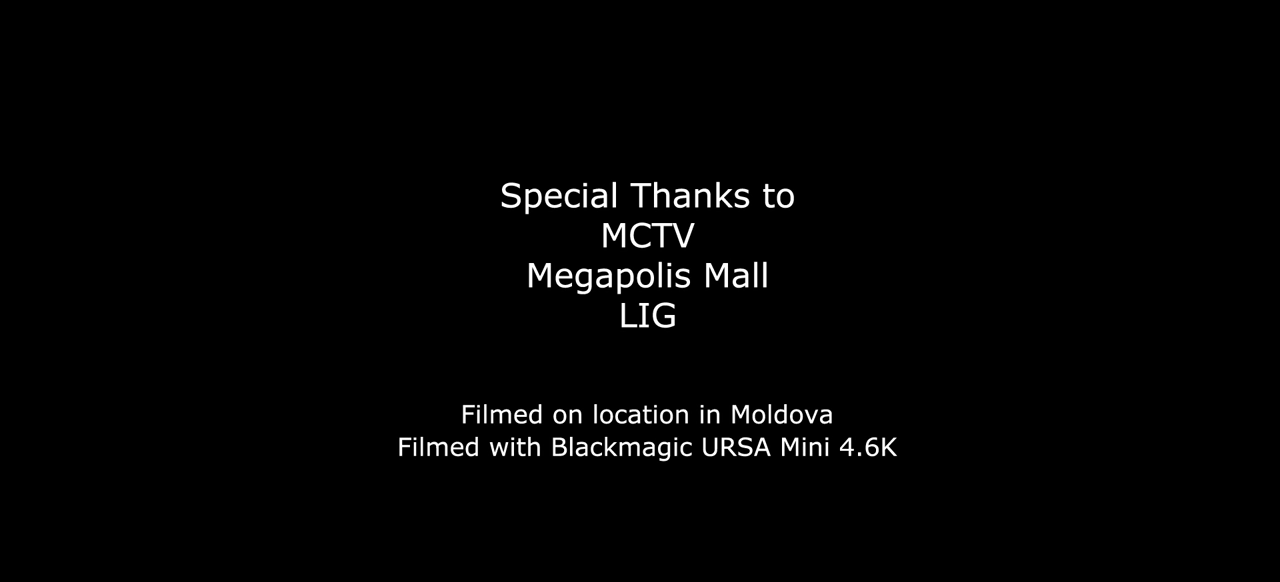 Special Thanks to
MCTV
Megapolis Mall
LIG
Filmed on location in Moldova
Filmed with Blackmagic URSA Mini 4.6K